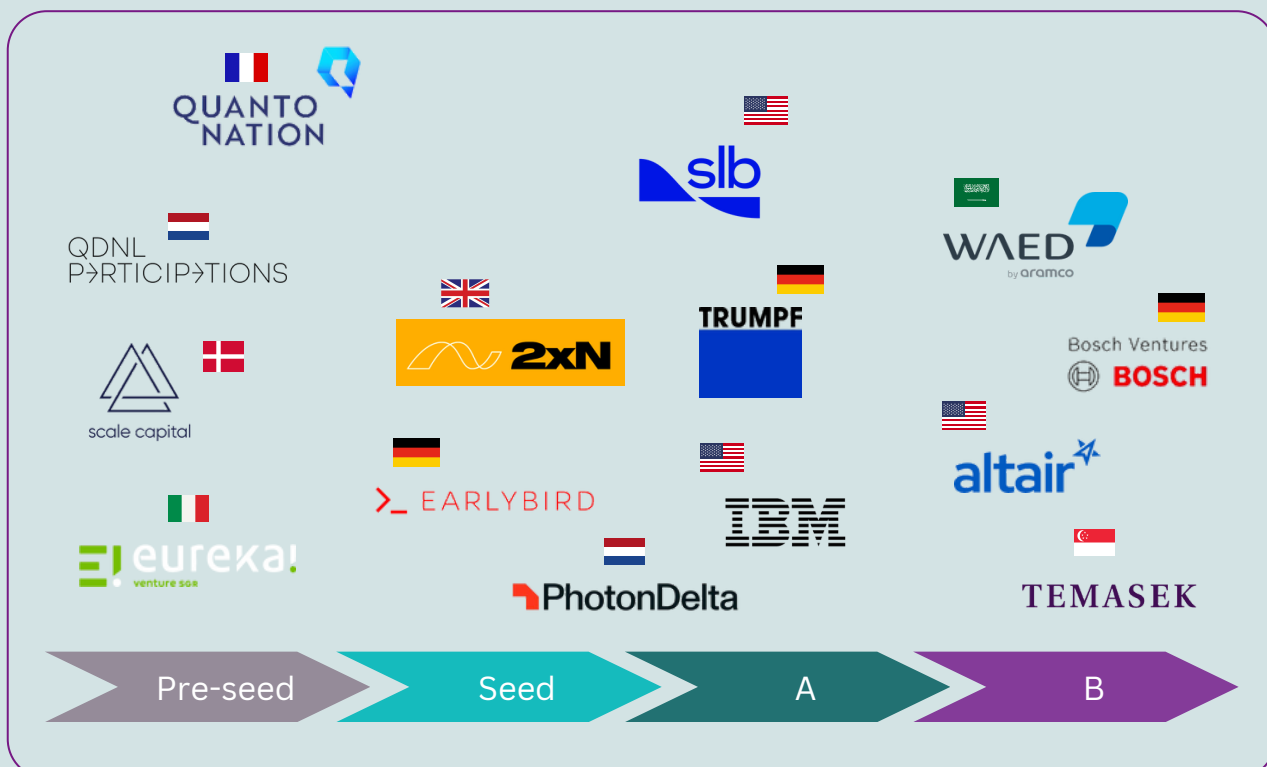 QUANTO
NATION
slb
QDNL
P→RTICIP→TIONS
WΛED
by aramco
2xN
TRUMPF
Bosch Ventures
BOSCH
scale capital
altair
>_ EARLYBIRD
IBM
E! eureka!
venture SGR
PhotonDelta
TEMASEK
Pre-seed
Seed
A
B